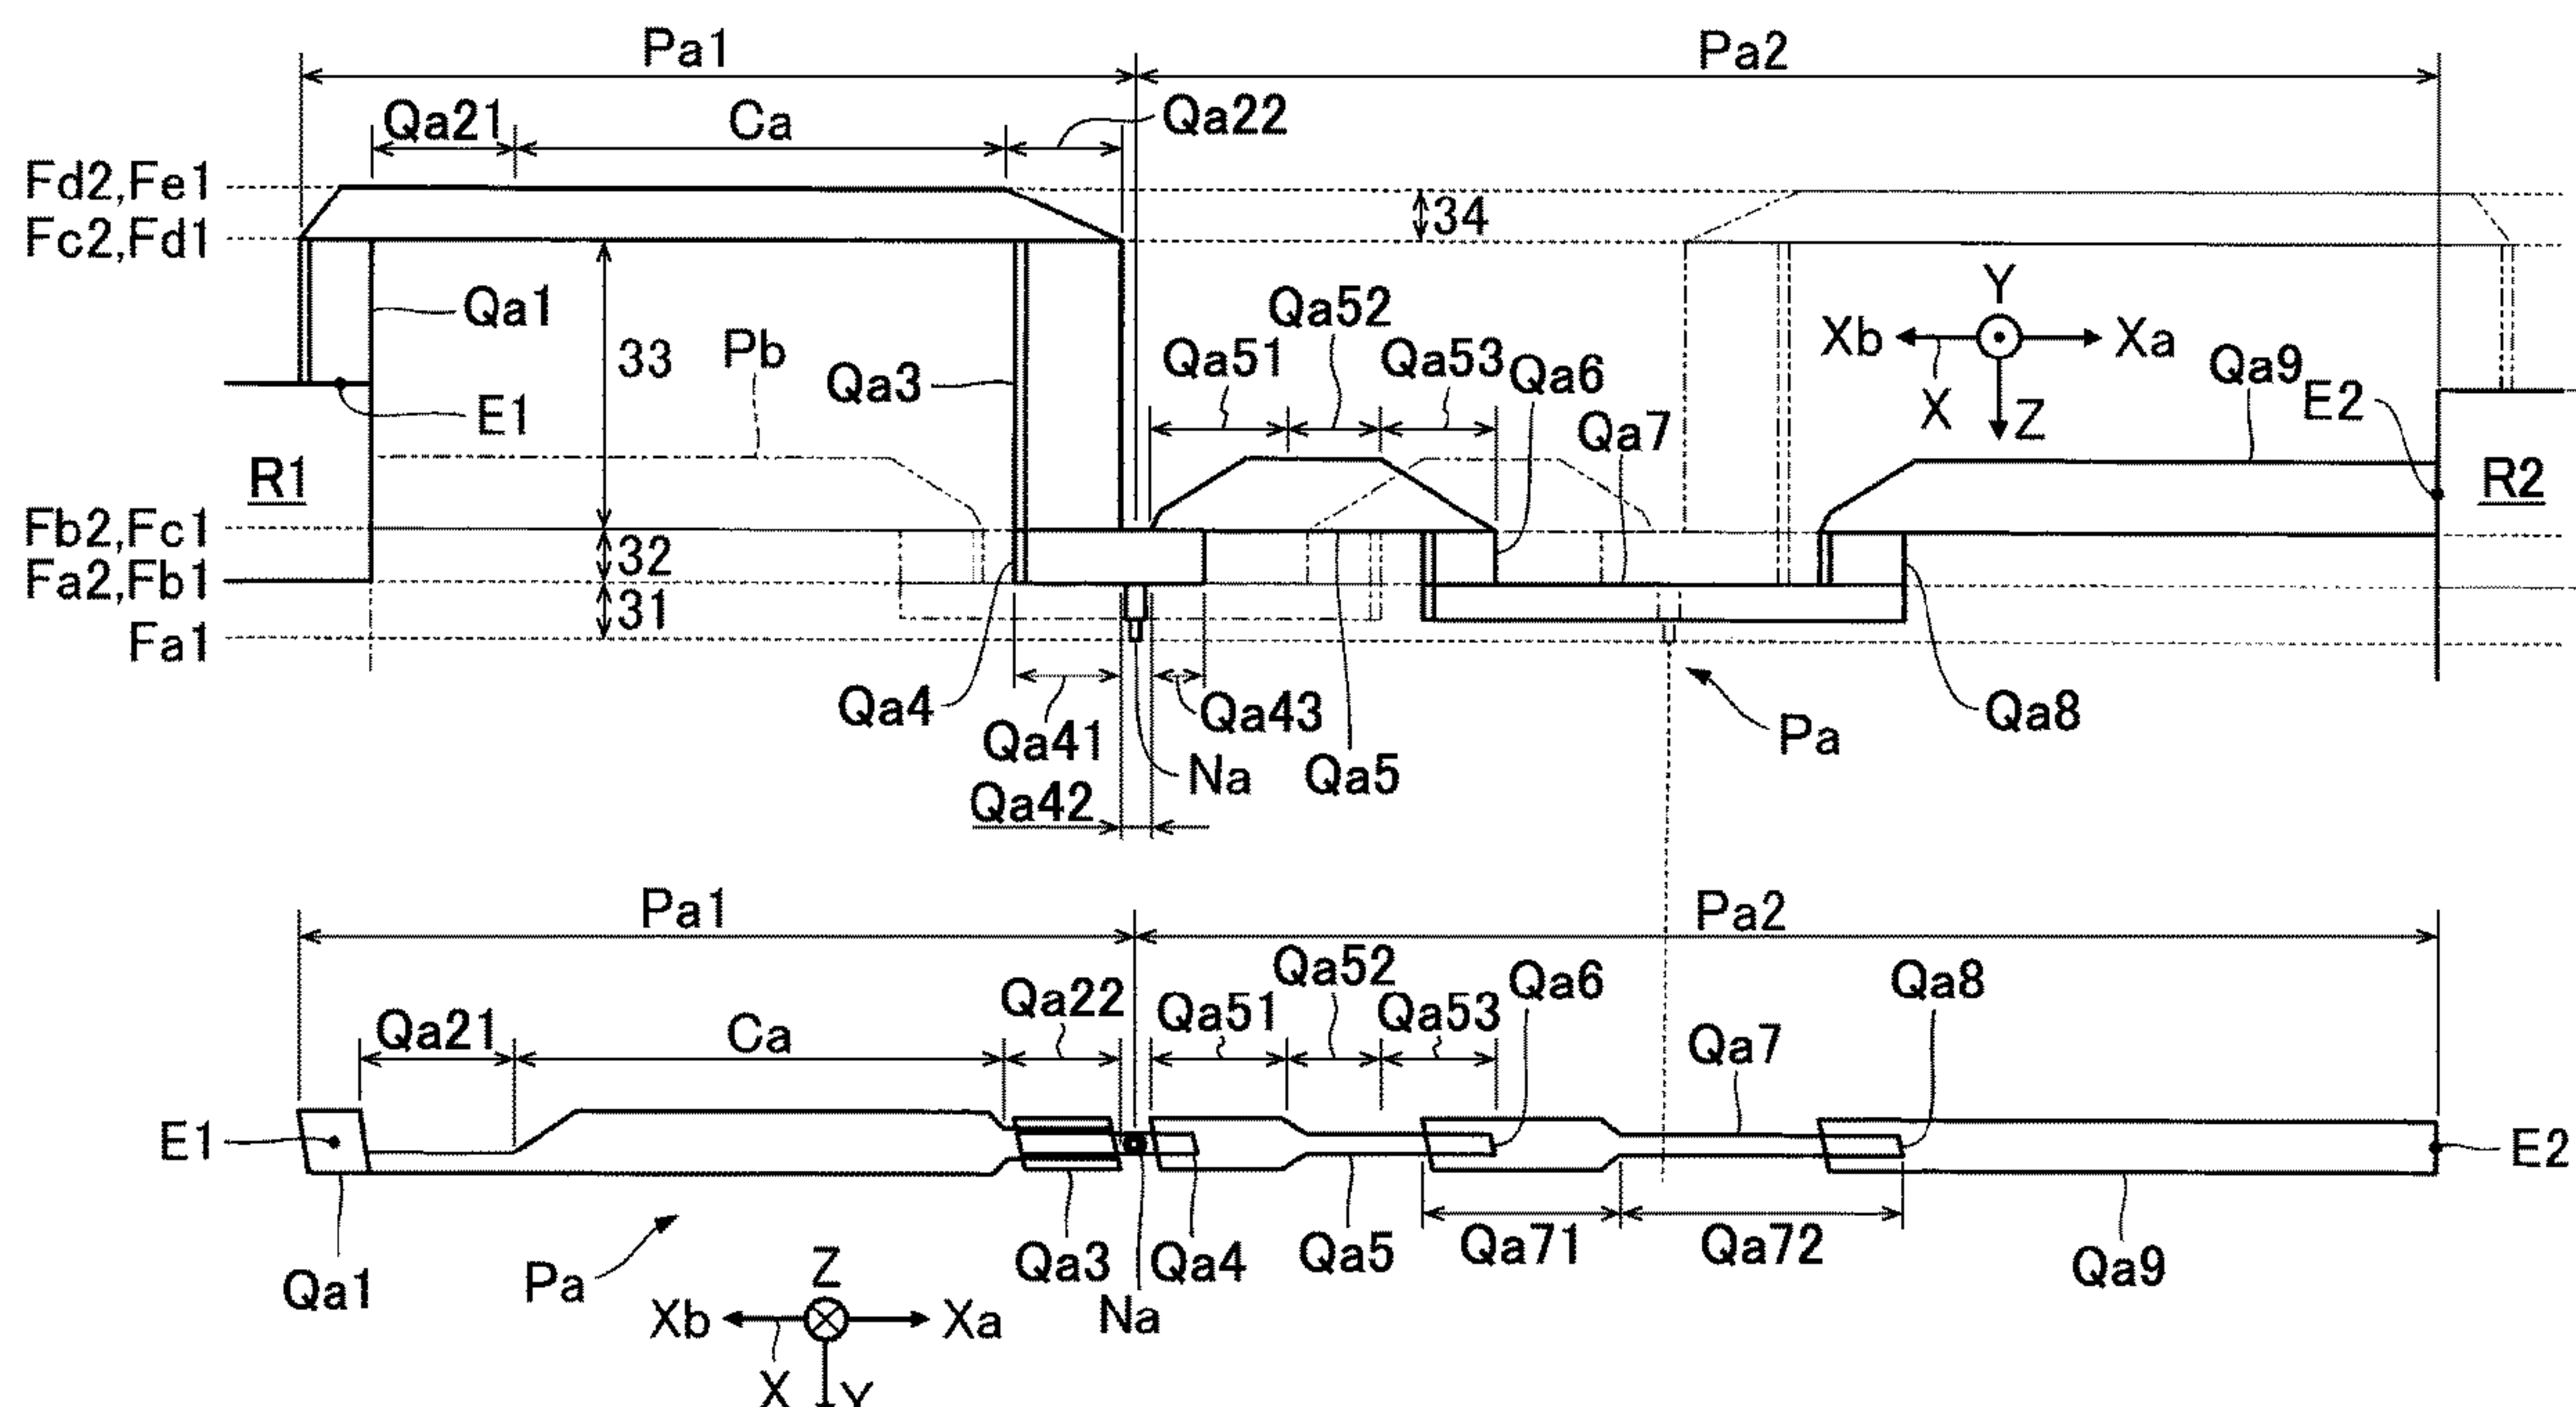 Pa1 Pa2
Qa21 Ca Qa22
Fd2,Fe1
Fc2,Fd1 34
Qa1 33 Pb Qa3 Qa51 Qa52 Qa53 Qa6 Y
Xb Xa
X Z
Qa9 E2
E1 Qa7
R1 R2
Fb2,Fc1 32
Fa2,Fb1 31
Fa1
Qa4 Qa41 Qa43 Na Qa5 Pa Qa8
Qa42
Pa1 Pa2
Qa21 Ca Qa22 Qa51 Qa52 Qa53 Qa6 Qa7 Qa8
E1 E2
Qa1 Pa Qa3 Qa4 Qa5 Qa71 Qa72 Qa9
Z
Xb Xa Na
X Y